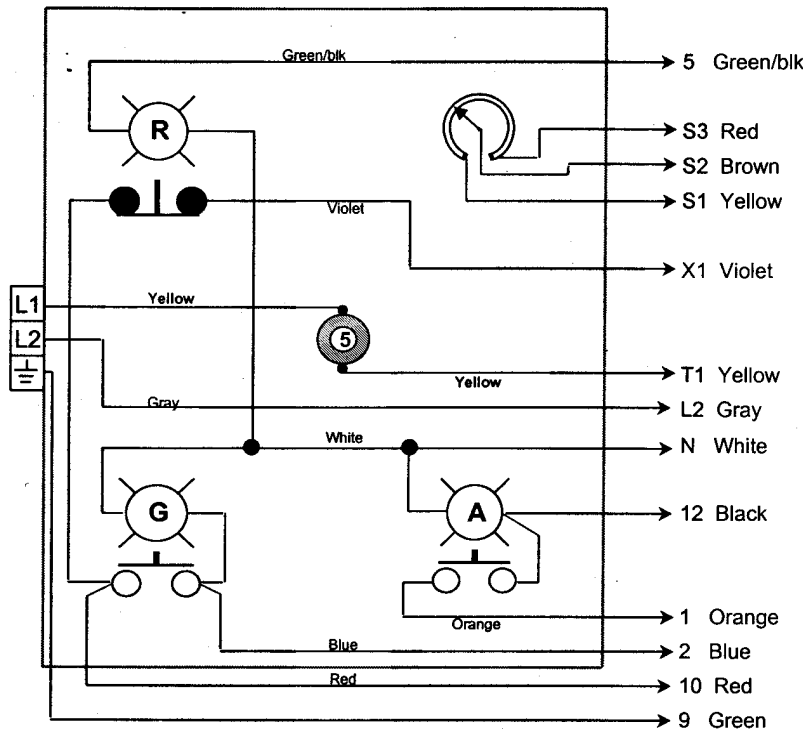 Green/blk
5 Green/blk
R
S3 Red
S2 Brown
S1 Yellow
Violet
X1 Violet
L1
Yellow
L2
5
Yellow
T1 Yellow
Gray
L2 Gray
White
N White
G
A
12 Black
Orange
1 Orange
Blue
2 Blue
Red
10 Red
9 Green